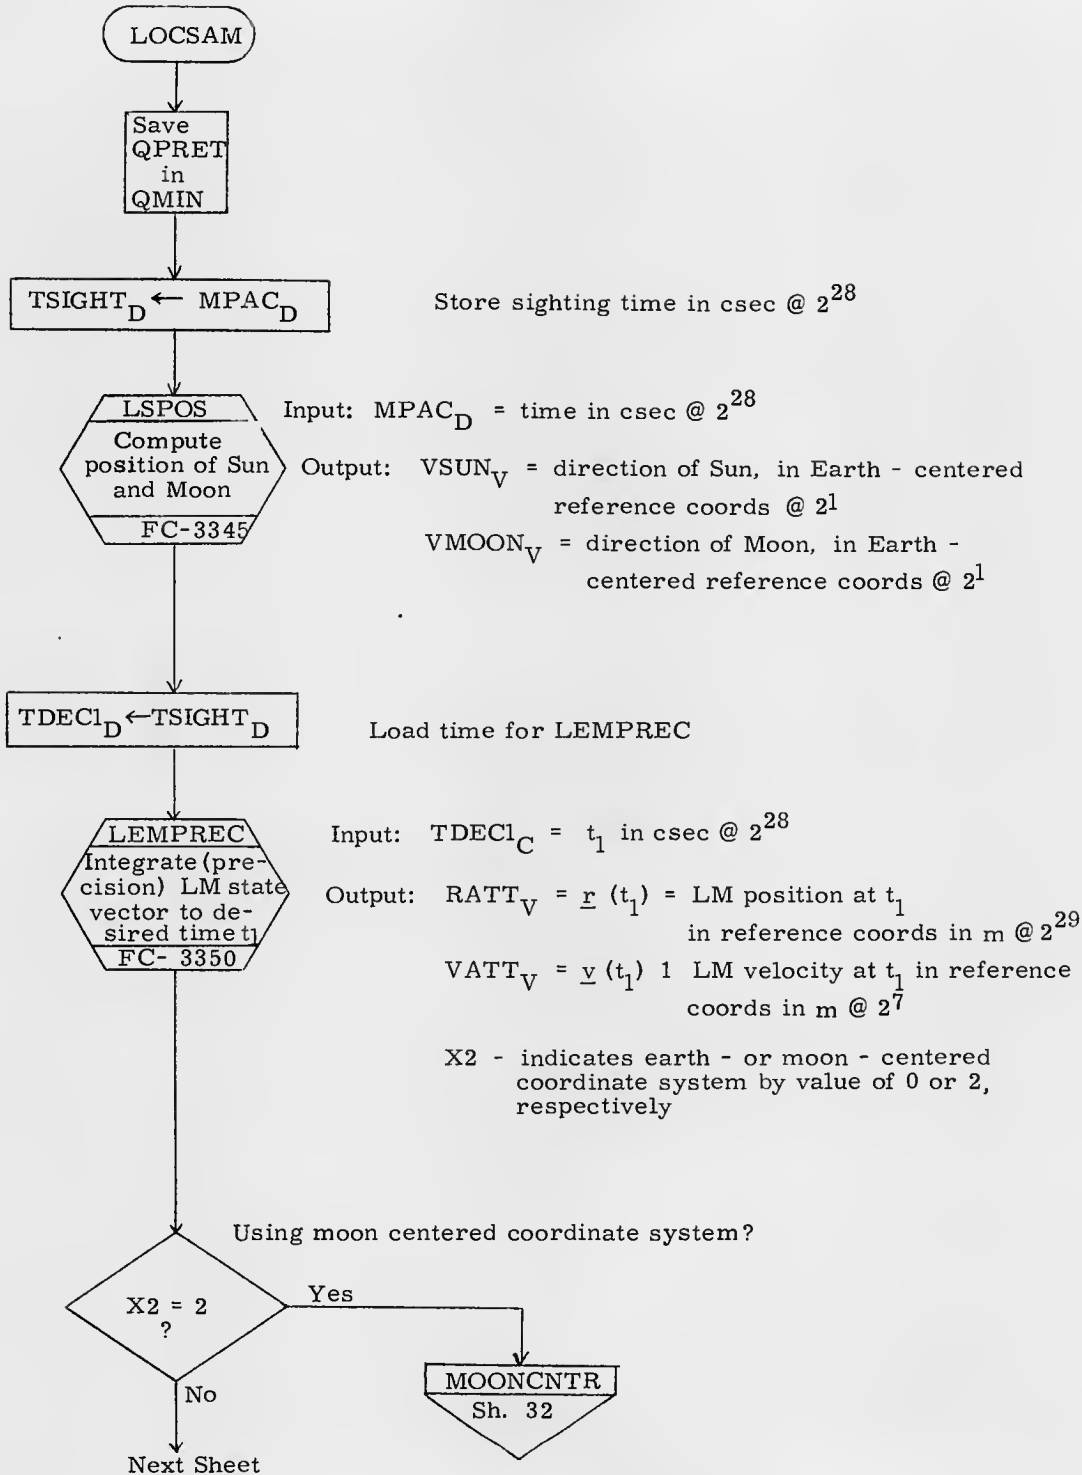 LOCSAM
Save
QPRET
in
QMIN
TSIGHT_D ← MPAC_D
Store sighting time in csec @ 2^28
LSPOS
Compute
position of Sun
and Moon
FC-3345
Input: MPAC_D = time in csec @ 2^28
Output: VSUN_V = direction of Sun, in Earth - centered
reference coords @ 2^1
VMOON_V = direction of Moon, in Earth -
centered reference coords @ 2^1
TDEC1_D ←TSIGHT_D
Load time for LEMPREC
LEMPREC
Integrate (pre-
cision) LM state
vector to de-
sired time t_1
FC- 3350
Input: TDEC1_C = t_1 in csec @ 2^28
Output: RATT_V = r (t_1) = LM position at t_1
in reference coords in m @ 2^29
VATT_V = v (t_1) 1 LM velocity at t_1 in reference
coords in m @ 2^7
X2 - indicates earth - or moon - centered
coordinate system by value of 0 or 2,
respectively
Using moon centered coordinate system?
X2 = 2
?
Yes
MOONCNTR
Sh. 32
No
Next Sheet